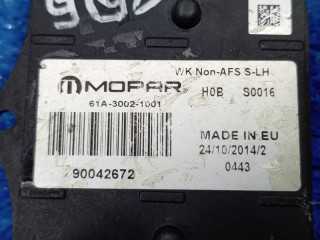 WK Non-AFS S-LH
MOPAR®
H0B S0016
61A-3002-1001
MADE IN EU
24/10/2014/2
0443
90042672